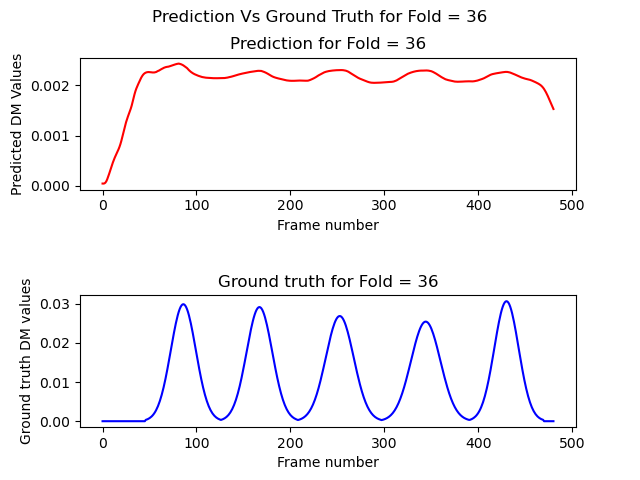 Prediction Vs Ground Truth for Fold = 36
Prediction for Fold = 36
Predicted DM Values
0.002
0.001
0.000
0 100 200 300 400 500
Frame number
Ground truth for Fold = 36
Ground truth DM values
0.03
0.02
0.01
0.00
0 100 200 300 400 500
Frame number